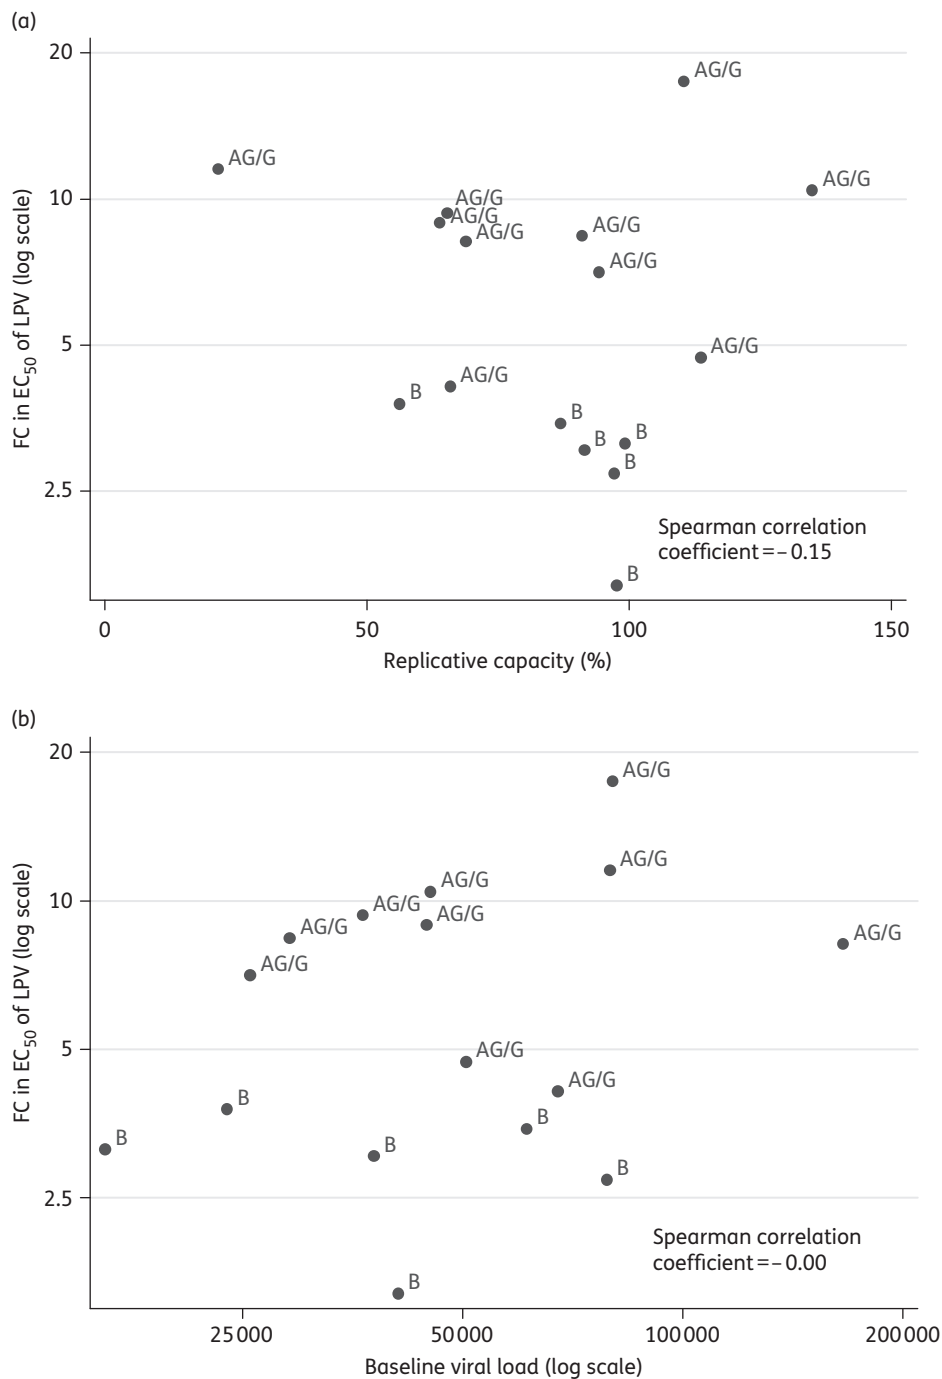 (a)
20
10
5
2.5
FC in EC50 of LPV (log scale)
AG/G
AG/G
AG/G
AG/G
AG/G
AG/G
AG/G
AG/G
AG/G
AG/G
B
B
B
B
B
B
Spearman correlation
coefficient = – 0.15
0 50 100 150
Replicative capacity (%)
(b)
20
10
5
2.5
FC in EC50 of LPV (log scale)
AG/G
AG/G
AG/G
AG/G
AG/G
AG/G
AG/G
AG/G
AG/G
AG/G
B
B
B
B
B
B
Spearman correlation
coefficient = – 0.00
25000 50000 100000 200000
Baseline viral load (log scale)